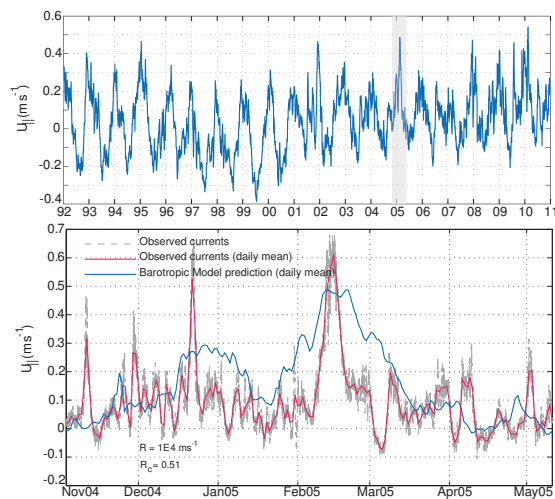 0.6
0.4
0.2
0
-0.2
-0.4
U||(m s-1)
92 93 94 95 96 97 98 99 00 01 02 03 04 05 06 07 08 09 10 11
0.7
0.6
0.5
0.4
0.3
0.2
0.1
0
-0.1
-0.2
U||(m s-1)
Observed currents
Observed currents (daily mean)
Barotropic Model prediction (daily mean)
R = 1E4 ms-1
Rc= 0.51
Nov04 Dec04 Jan05 Feb05 Mar05 Apr05 May05